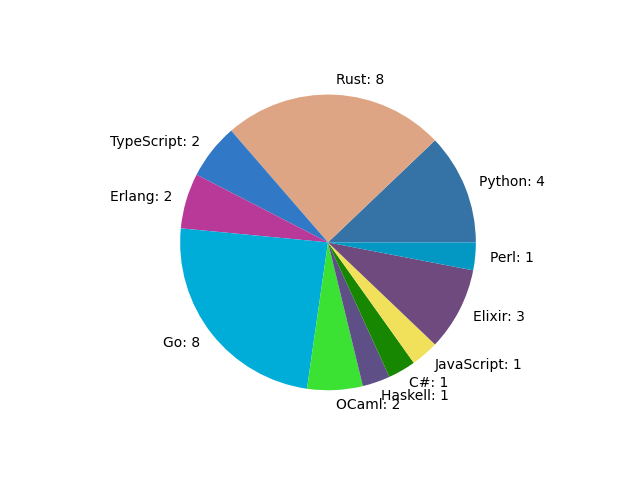 Rust: 8
TypeScript: 2
Python: 4
Erlang: 2
Perl: 1
Elixir: 3
Go: 8
JavaScript: 1
C#: 1
Haskell: 1
OCaml: 2